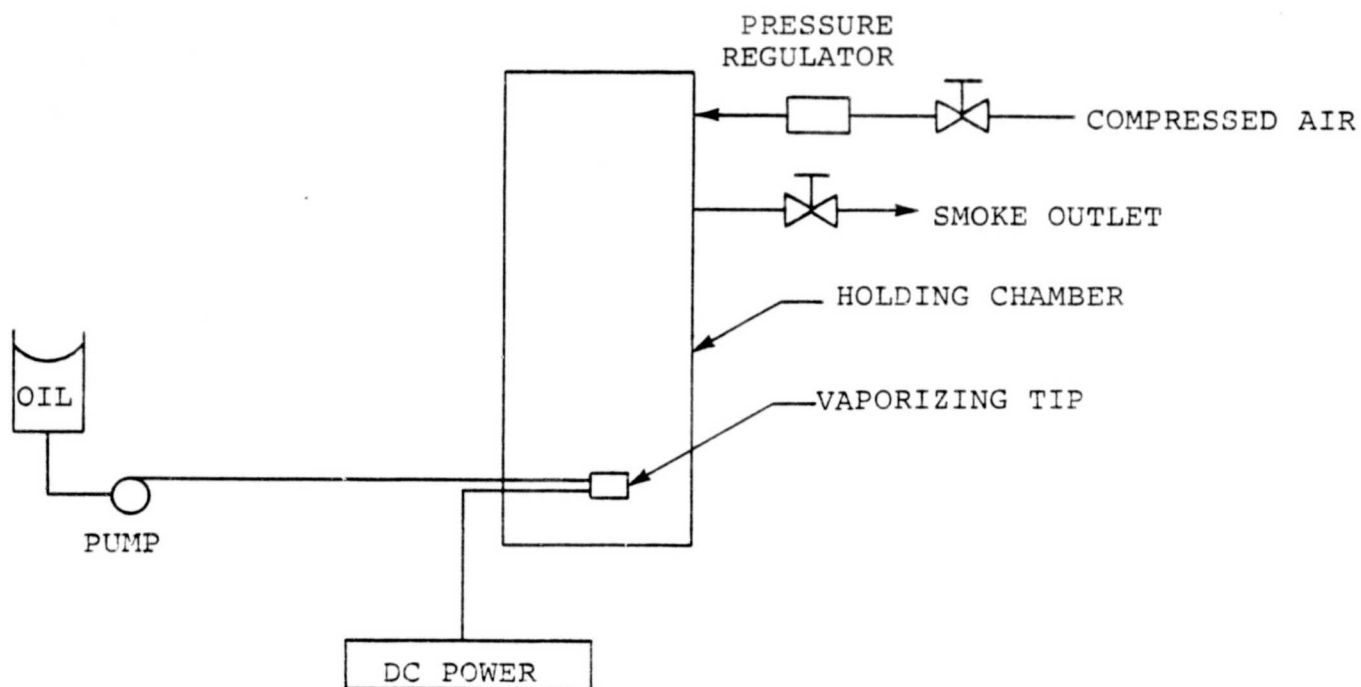 PRESSURE
REGULATOR
COMPRESSED AIR
SMOKE OUTLET
HOLDING CHAMBER
OIL
VAPORIZING TIP
PUMP
DC POWER